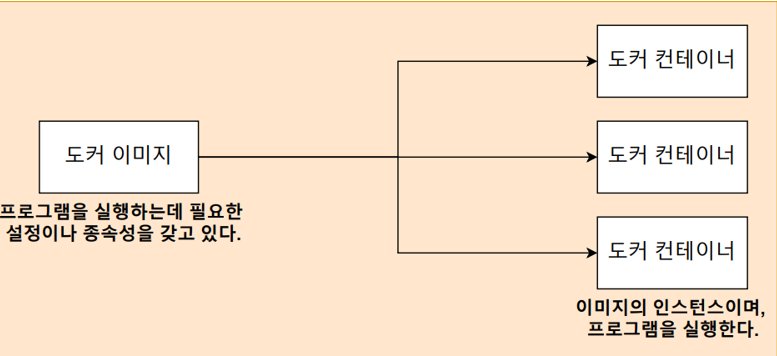 도커 컨테이너
도커 이미지
도커 컨테이너
프로그램을 실행하는데 필요한
설정이나 종속성을 갖고 있다.
도커 컨테이너
이미지의 인스턴스이며,
프로그램을 실행한다.